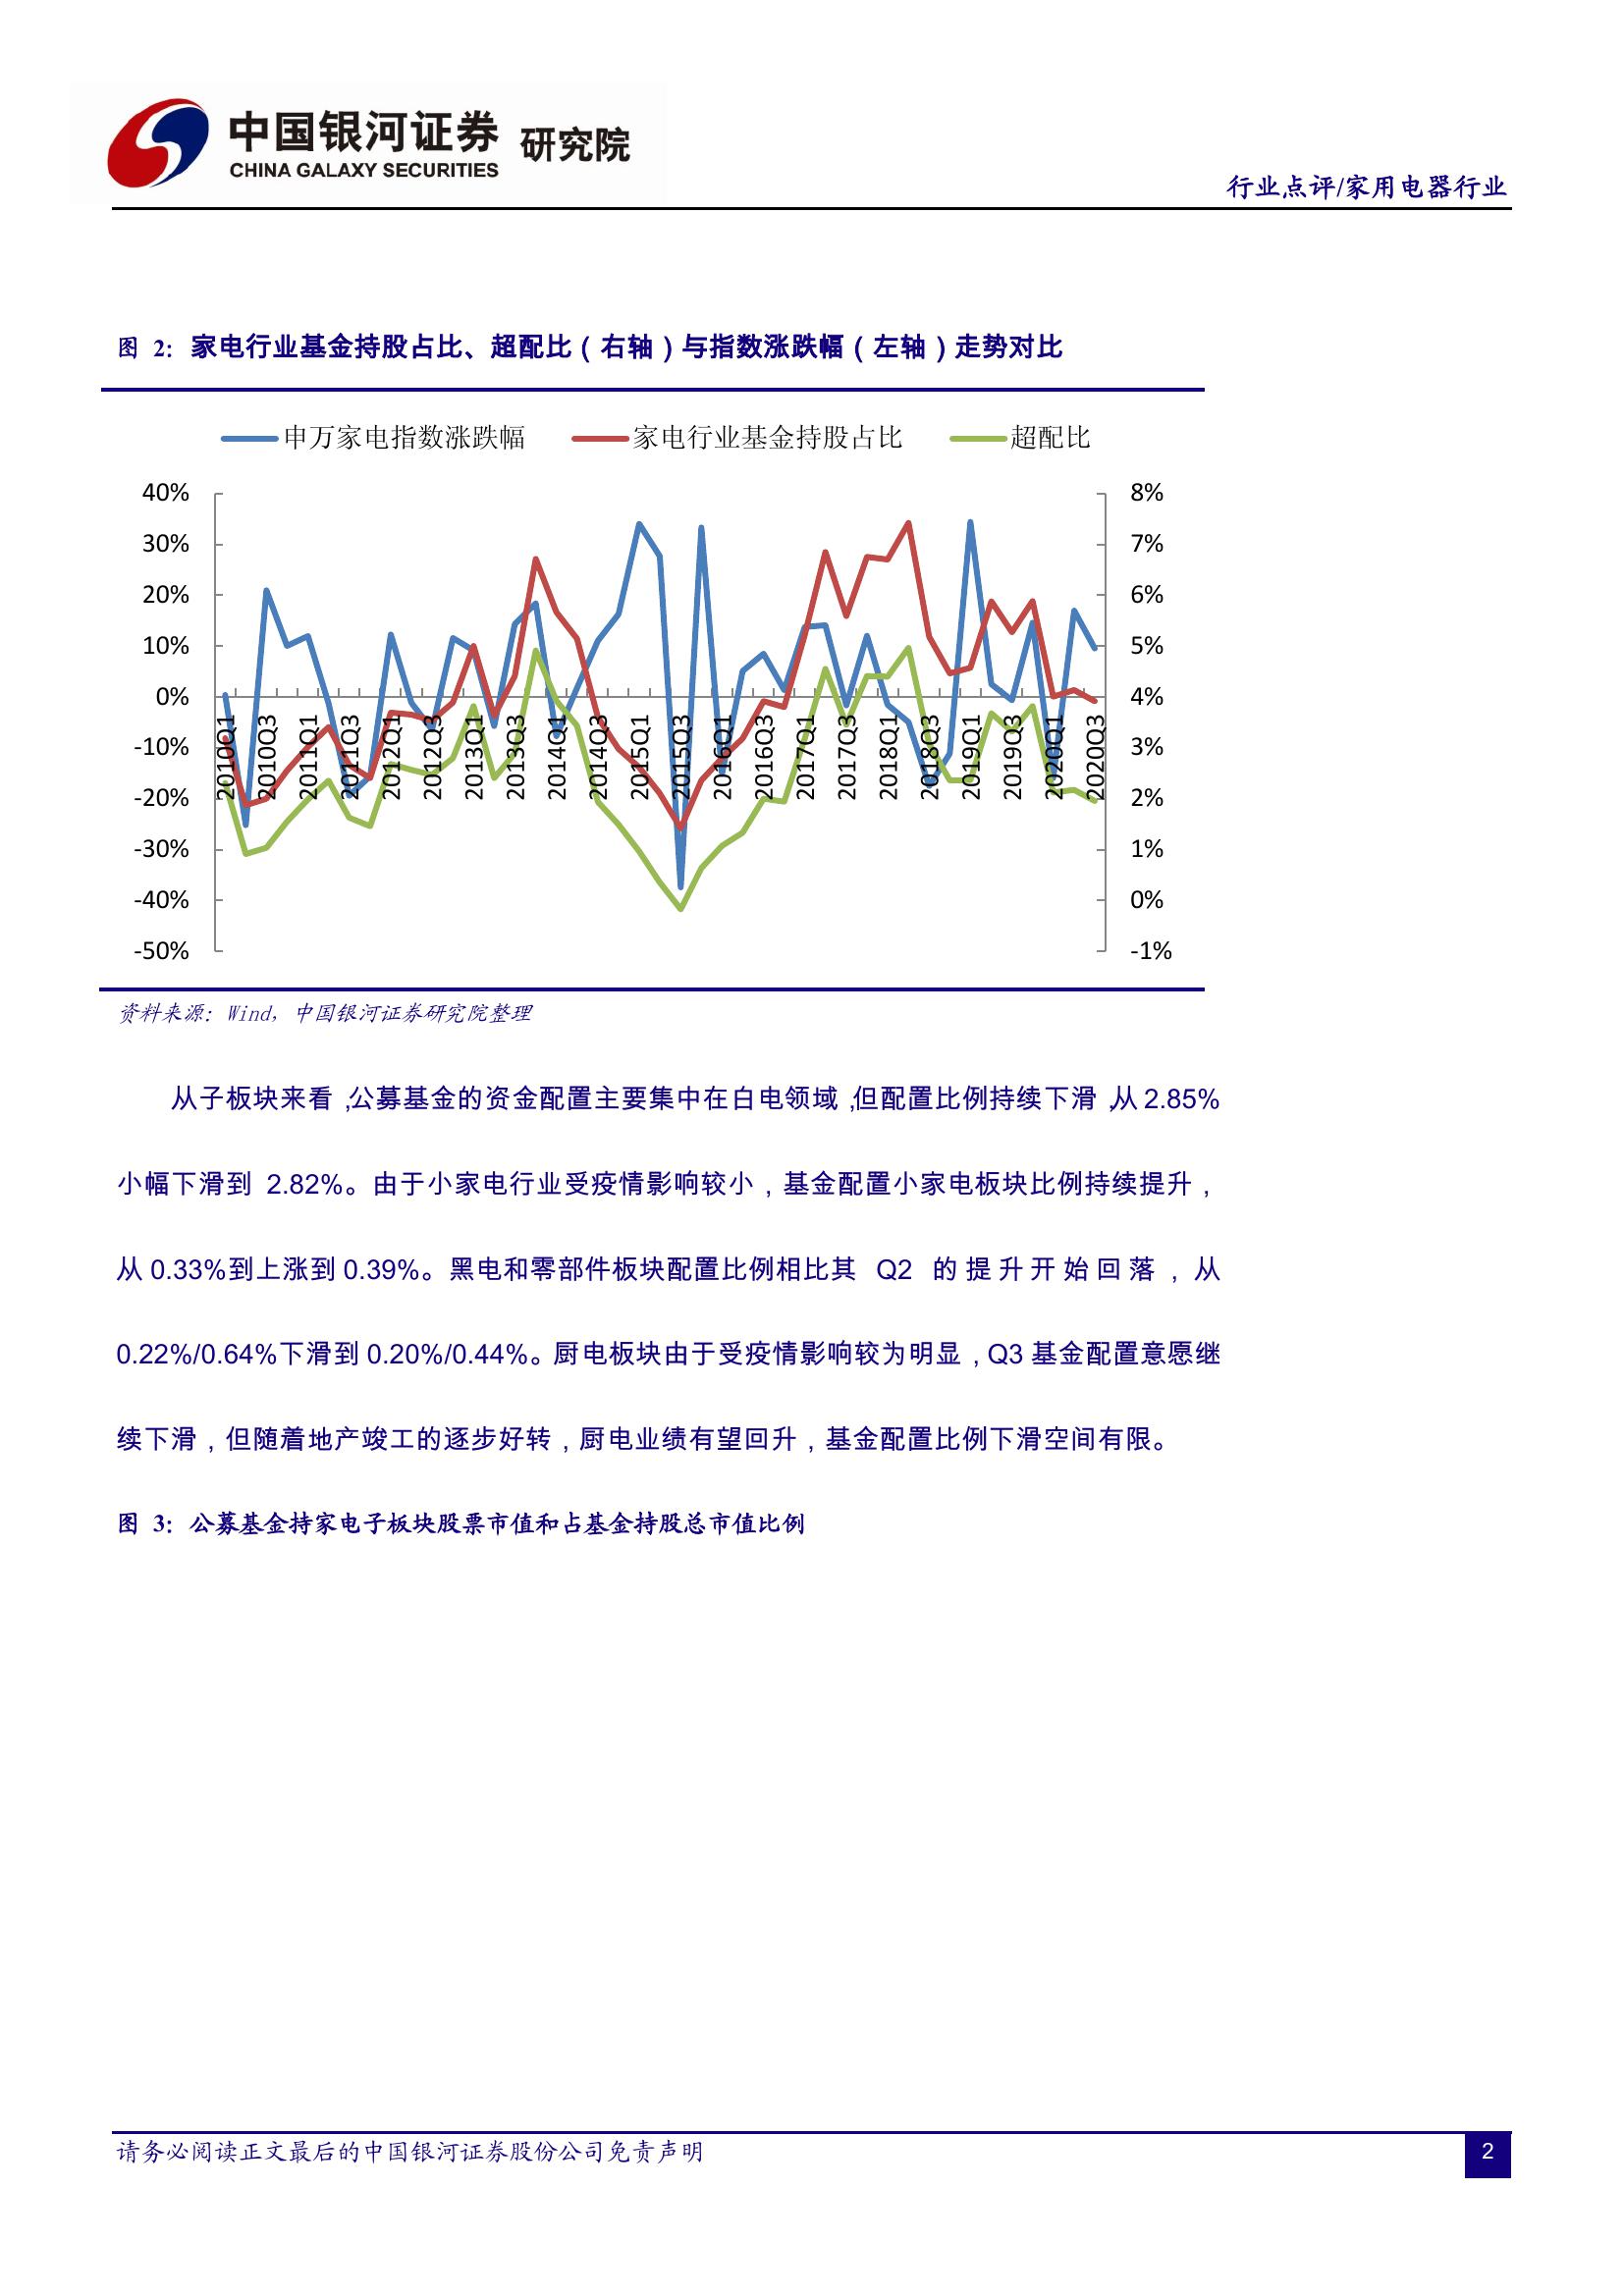 中国银河证券 研究院
CHINA GALAXY SECURITIES
行业点评/家用电器行业
图 2：家电行业基金持股占比、超配比（右轴）与指数涨跌幅（左轴）走势对比
申万家电指数涨跌幅 家电行业基金持股占比 超配比
40% 8%
30% 7%
20% 6%
10% 5%
0% 4%
-10% 3%
-20% 2%
-30% 1%
-40% 0%
-50% -1%
2010Q1
2010Q3
2011Q1
2011Q3
2012Q1
2012Q3
2013Q1
2013Q3
2014Q1
2014Q3
2015Q1
2015Q3
2016Q1
2016Q3
2017Q1
2017Q3
2018Q1
2018Q3
2019Q1
2019Q3
2020Q1
2020Q3
资料来源：Wind，中国银河证券研究院整理
从子板块来看，公募基金的资金配置主要集中在白电领域，但配置比例持续下滑，从 2.85%
小幅下滑到 2.82%。由于小家电行业受疫情影响较小，基金配置小家电板块比例持续提升，
从 0.33%到上涨到 0.39%。黑电和零部件板块配置比例相比其 Q2 的提升开始回落，从
0.22%/0.64%下滑到 0.20%/0.44%。厨电板块由于受疫情影响较为明显，Q3 基金配置意愿继
续下滑，但随着地产竣工的逐步好转，厨电业绩有望回升，基金配置比例下滑空间有限。
图 3：公募基金持家电子板块股票市值和占基金持股总市值比例
请务必阅读正文最后的中国银河证券股份公司免责声明
2